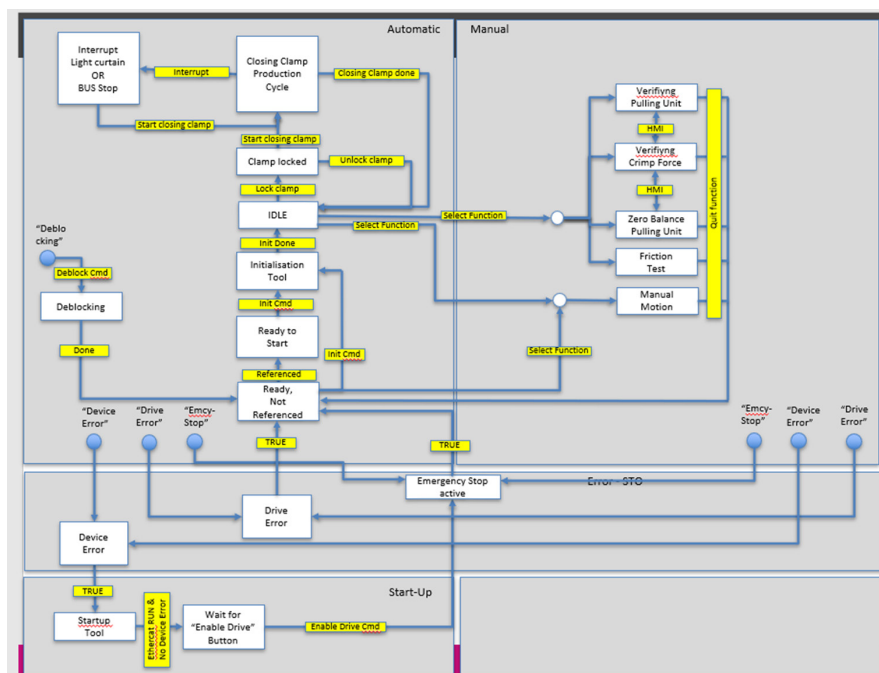 Automatic
Manual
Interrupt
Light curtain
OR
BUS Stop
Interrupt
Closing Clamp
Production
Cycle
Closing Clamp done
Start closing clamp
Start closing clamp
Clamp locked
Unlock clamp
Lock clamp
IDLE
Select Function
Select Function
Init Done
Initialisation
Tool
Init Cmd
Ready to
Start
Init Cmd
Referenced
Ready,
Not
Referenced
"Deblo
cking"
Deblock Cmd
Deblocking
Done
Verifiyng
Pulling Unit
HMI
Verifiyng
Crimp Force
HMI
Zero Balance
Pulling Unit
Friction
Test
Manual
Motion
Quit function
Select Function
"Device
Error"
"Drive
Error"
"Emcy-
Stop"
TRUE
TRUE
"Emcy-
Stop"
"Device
Error"
"Drive
Error"
Emergency Stop
active
Error - STO
Drive
Error
Device
Error
TRUE
Start-Up
Startup
Tool
Ethercat RUN &
No Device Error
Wait for
"Enable Drive"
Button
Enable Drive Cmd